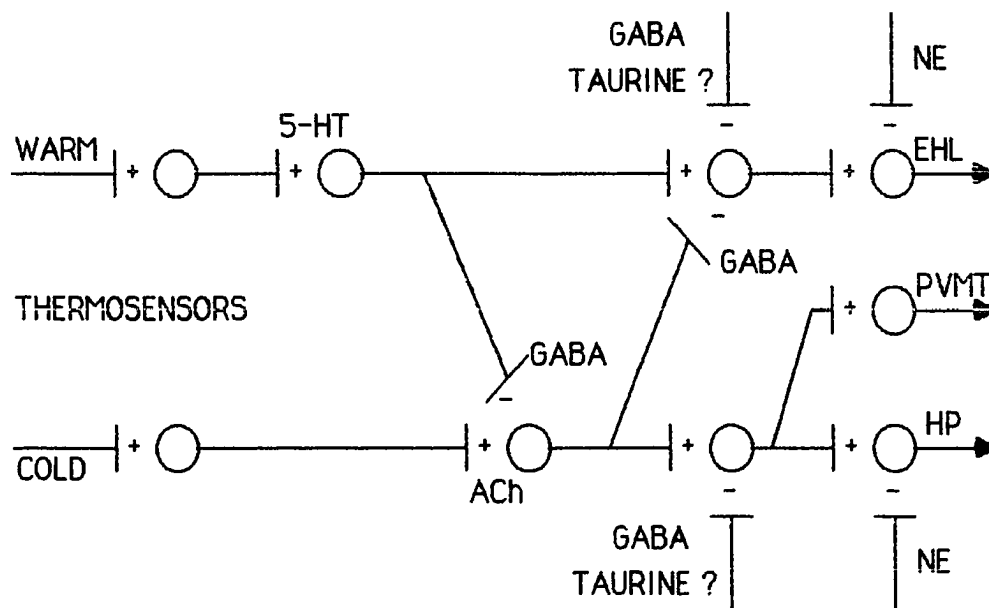 GABA
TAURINE ?
NE
5-HT
WARM
EHL
+
+
+
+
-
-
-
GABA
THERMOSENSORS
PVMT
+
GABA
-
COLD
+
+
ACh
+
+
HP
-
-
GABA
TAURINE ?
NE